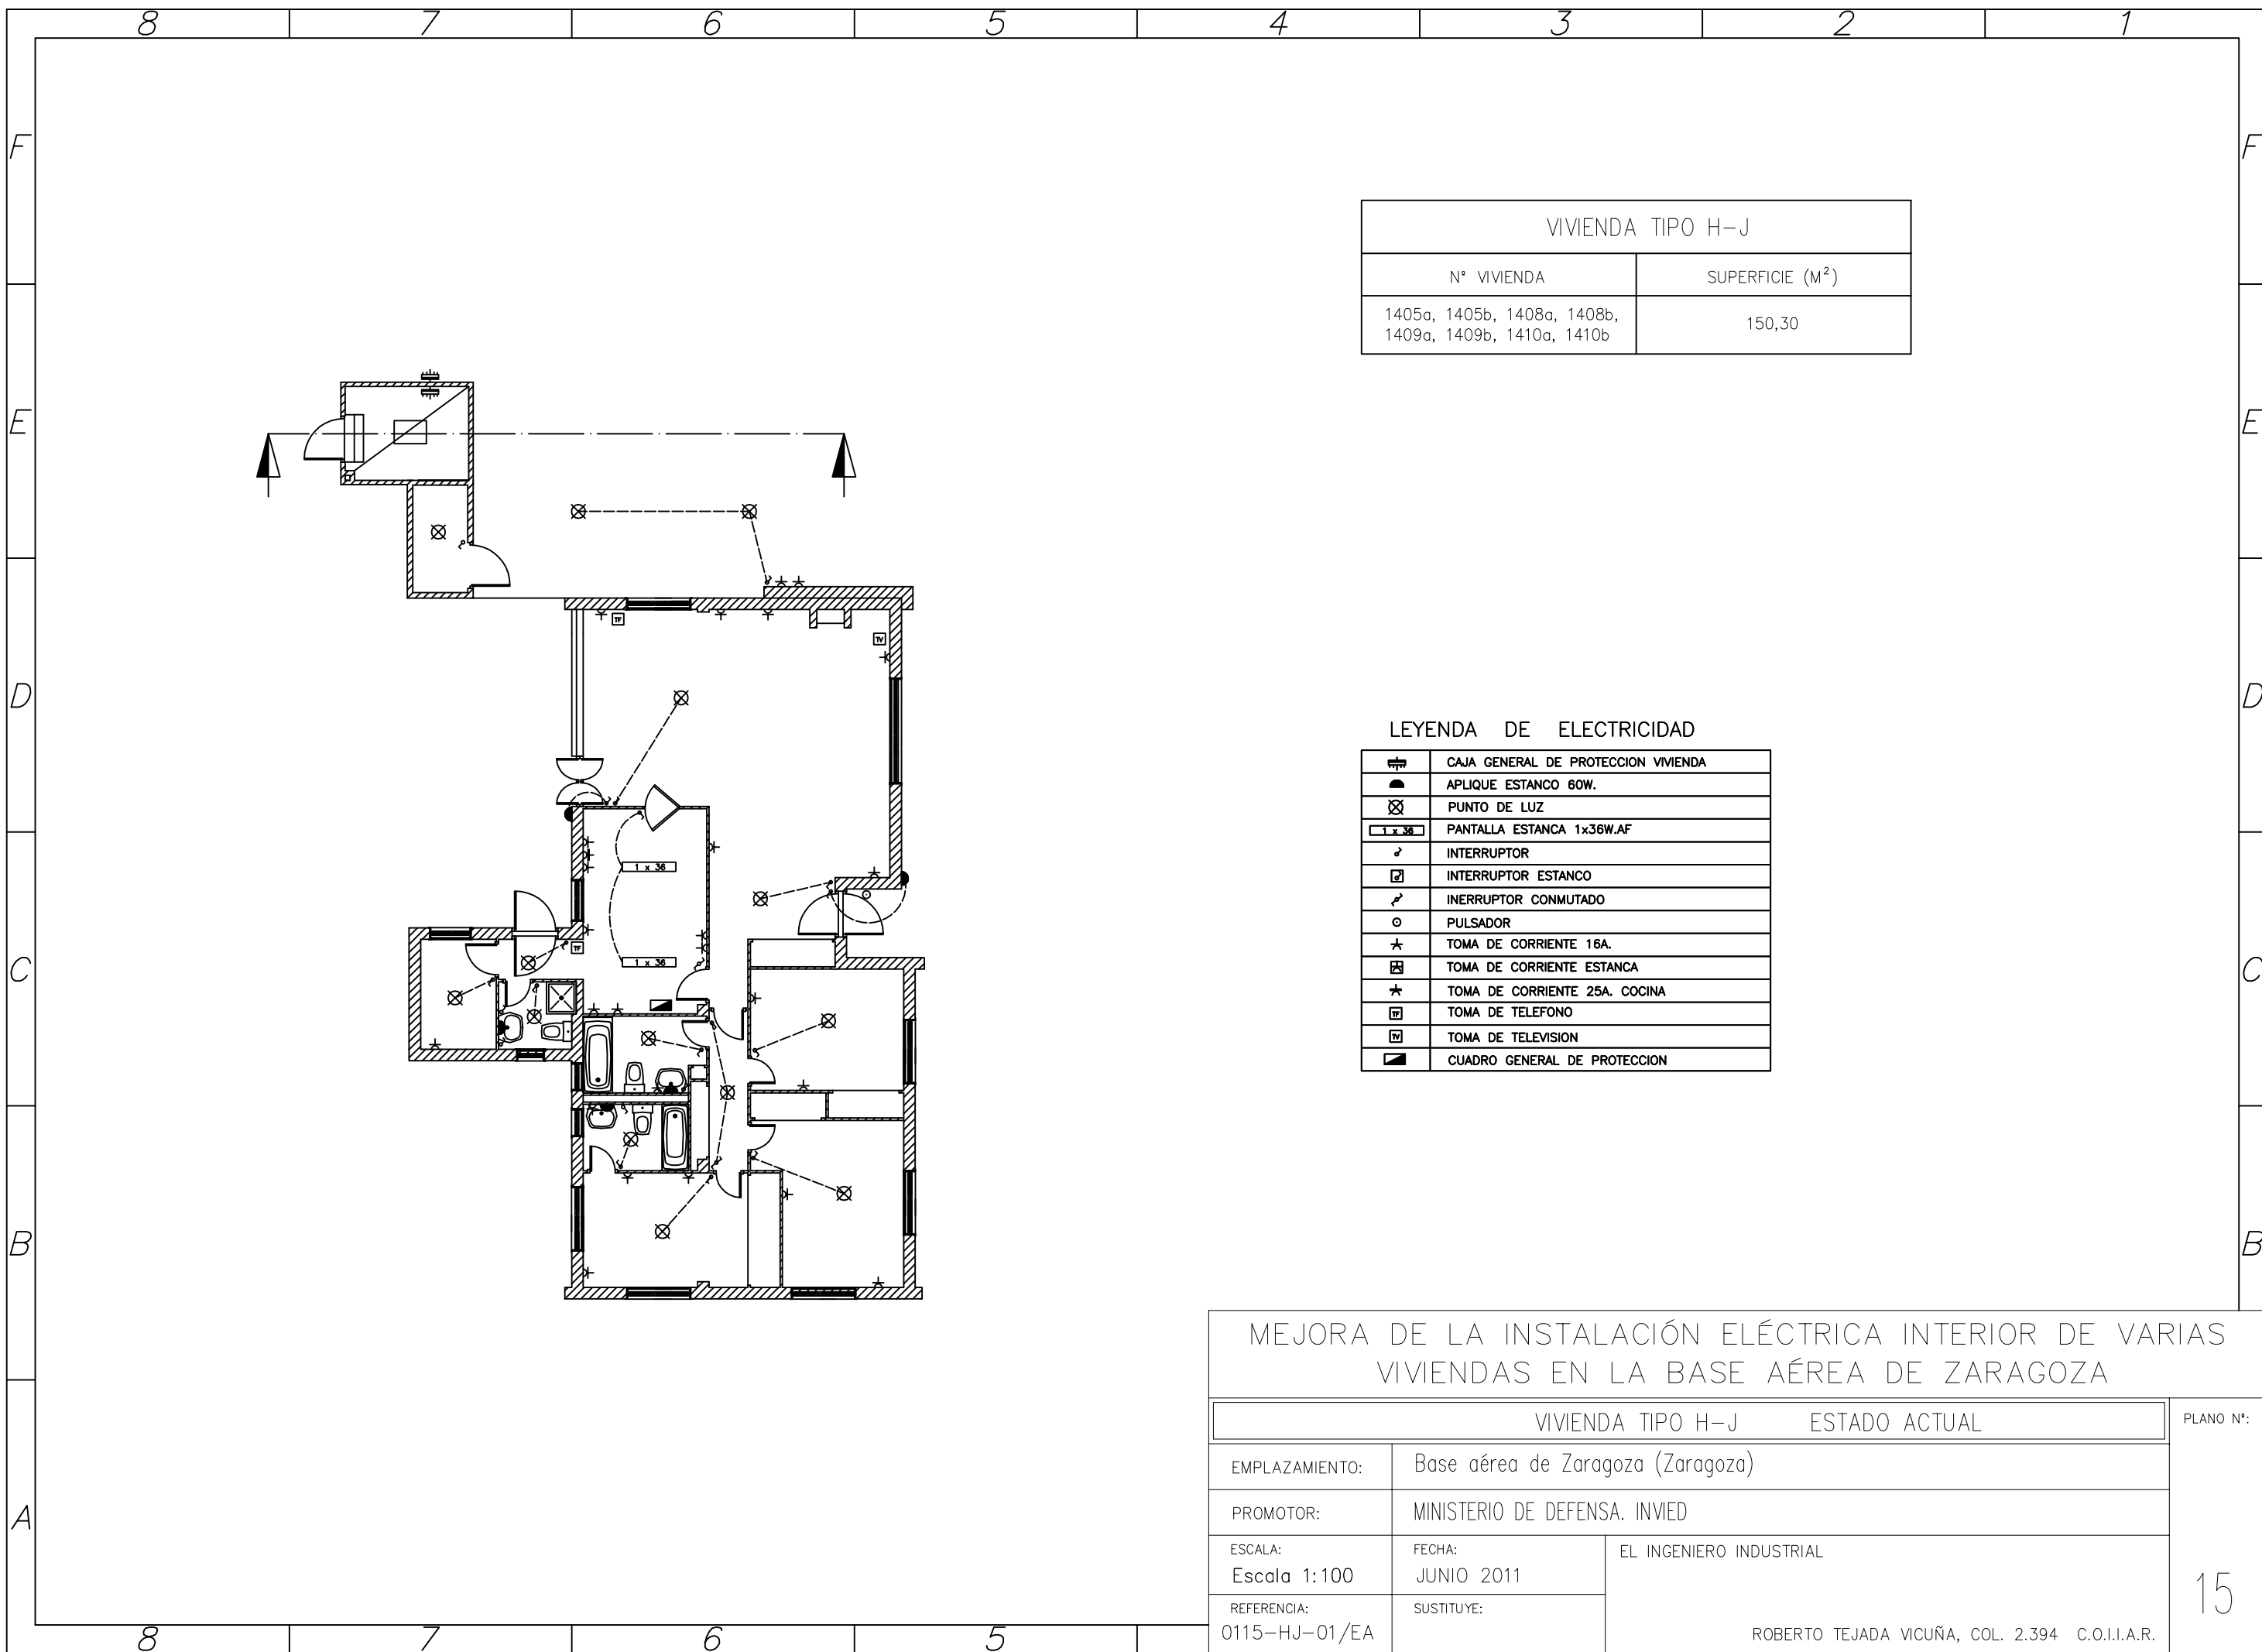 8 7 6 5 4 3 2 1
F F
VIVIENDA TIPO H-J
Nº VIVIENDA SUPERFICIE (M²)
1405a, 1405b, 1408a, 1408b,
1409a, 1409b, 1410a, 1410b
150,30
E E
TF
TV
D D
LEYENDA DE ELECTRICIDAD
CAJA GENERAL DE PROTECCION VIVIENDA
APLIQUE ESTANCO 60W.
PUNTO DE LUZ
1 x 36 PANTALLA ESTANCA 1x36W.AF
INTERRUPTOR
INTERRUPTOR ESTANCO
INERRUPTOR CONMUTADO
PULSADOR
TOMA DE CORRIENTE 16A.
TOMA DE CORRIENTE ESTANCA
TOMA DE CORRIENTE 25A. COCINA
TF TOMA DE TELEFONO
TV TOMA DE TELEVISION
CUADRO GENERAL DE PROTECCION
1 x 36
TF
1 x 36
C C
B B
A
MEJORA DE LA INSTALACIÓN ELÉCTRICA INTERIOR DE VARIAS
VIVIENDAS EN LA BASE AÉREA DE ZARAGOZA
VIVIENDA TIPO H-J ESTADO ACTUAL
PLANO Nº:
EMPLAZAMIENTO: Base aérea de Zaragoza (Zaragoza)
PROMOTOR: MINISTERIO DE DEFENSA. INVIED
ESCALA:
Escala 1:100
FECHA:
JUNIO 2011
EL INGENIERO INDUSTRIAL
15
REFERENCIA:
0115-HJ-01/EA
SUSTITUYE:
ROBERTO TEJADA VICUÑA, COL. 2.394 C.O.I.I.A.R.
8 7 6 5